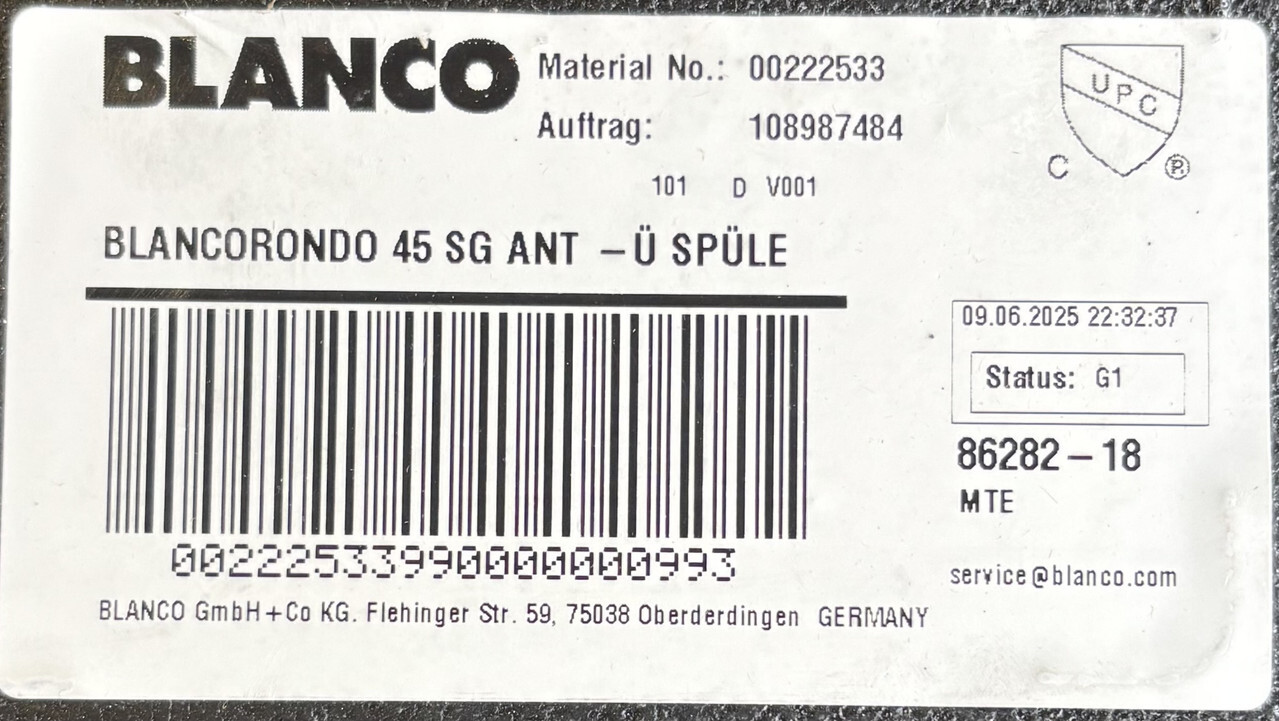 BLANCO
Material No.: 00222533
Auftrag: 108987484
101 D V001
UPC
C ®
BLANCORONDO 45 SG ANT –Ü SPÜLE
09.06.2025 22:32:37
Status: G1
86282–18
MTE
00222533990000000993
service@blanco.com
BLANCO GmbH+Co KG. Flehinger Str. 59, 75038 Oberderdingen GERMANY